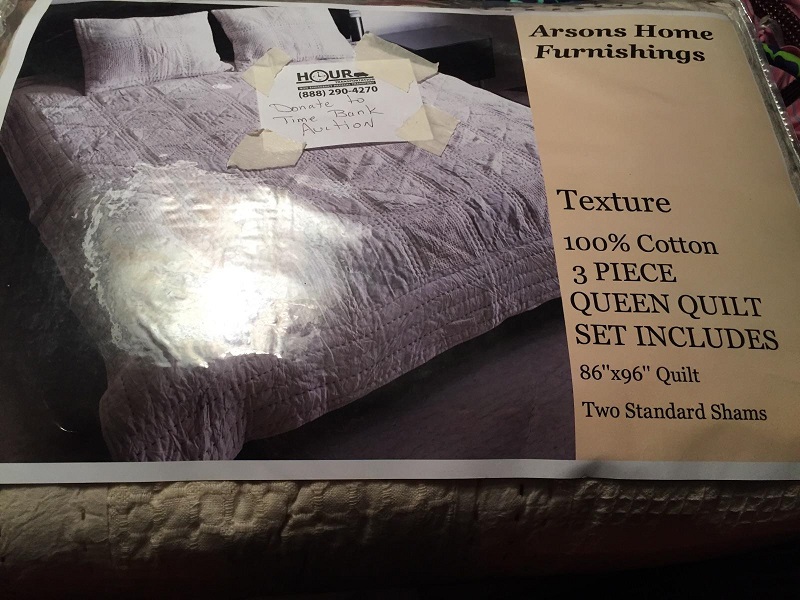 Arsons Home
Furnishings
HOUR
(888) 290-4270
Donate to
Time Bank
Auction
Texture
100% Cotton
3 PIECE
QUEEN QUILT
SET INCLUDES
86"x96" Quilt
Two Standard Shams